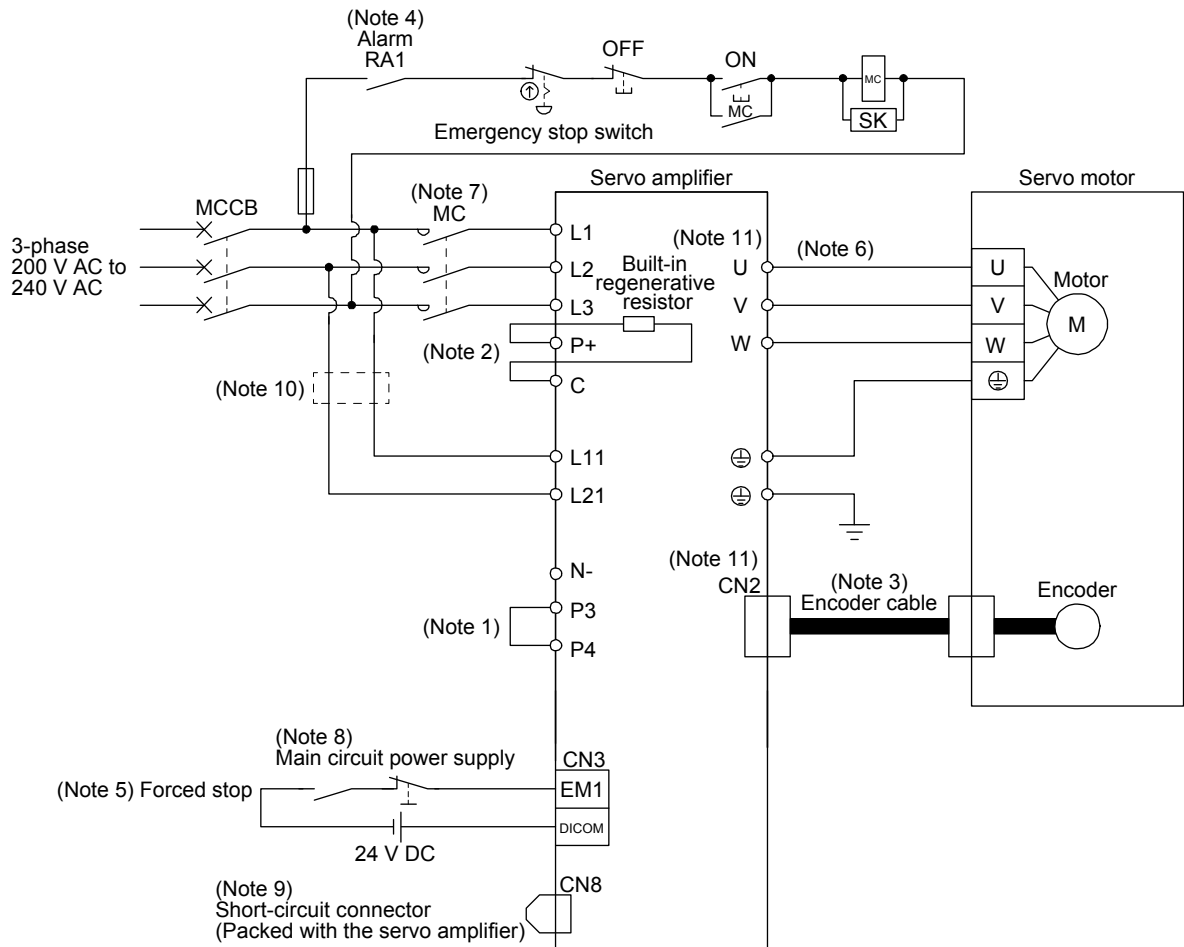 (Note 4)
Alarm
RA1
OFF
ON
MC
MC
SK
Emergency stop switch
Servo amplifier
Servo motor
MCCB
(Note 7)
MC
3-phase
200 V AC to
240 V AC
L1
L2
L3
(Note 11)
U
V
W
(Note 6)
Built-in
regenerative
resistor
U
V
W
Motor
M
(Note 2)
P+
C
(Note 10)
L11
L21
N-
(Note 1)
P3
P4
(Note 11)
CN2
(Note 3)
Encoder cable
Encoder
(Note 8)
Main circuit power supply
CN3
(Note 5) Forced stop
EM1
DICOM
24 V DC
(Note 9)
Short-circuit connector
(Packed with the servo amplifier)
CN8